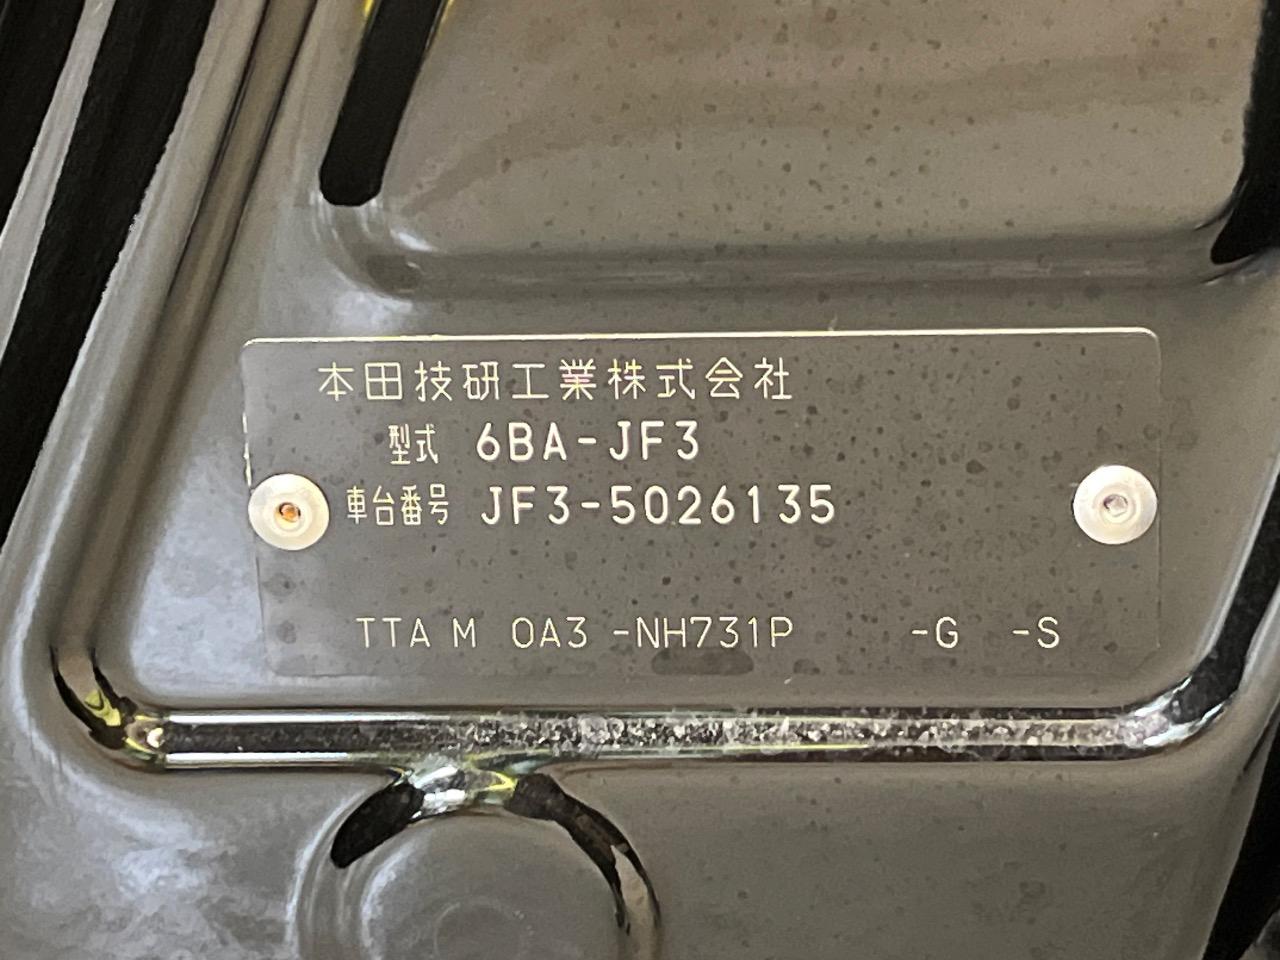 本田技研工業株式会社
型式 6BA-JF3
車台番号 JF3-5026135
TTA M 0A3 -NH731P -G -S